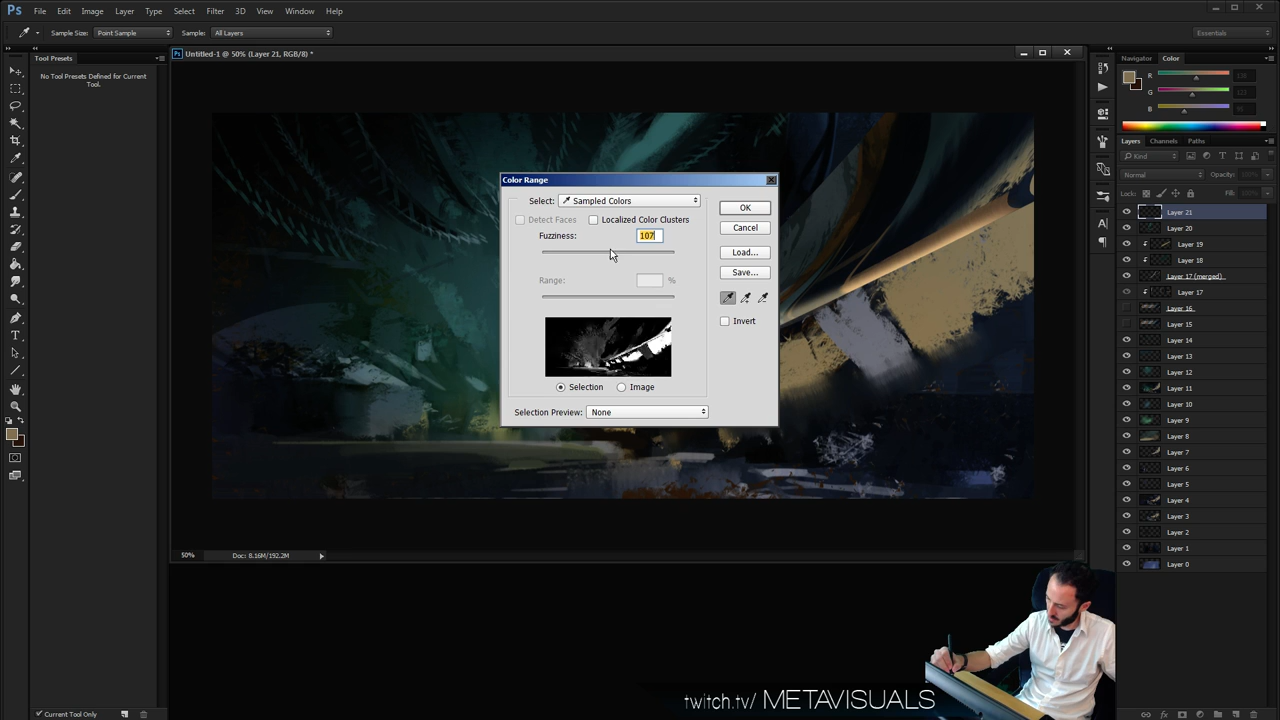 Ps File Edit Image Layer Type Select Filter 3D View Window Help
Sample Size: Point Sample Sample: All Layers Essentials
Tool Presets
No Tool Presets Defined for Current
Tool.
Untitled-1 @ 50% (Layer 21, RGB/8) *
Color Range
Select: Sampled Colors
Detect Faces Localized Color Clusters
Fuzziness: 107
Range: %
Selection Image
Selection Preview: None
OK
Cancel
Load...
Save...
Invert
50% Doc: 8.16M/192.2M
Navigator Color
R
G
B
Layers Channels Paths
Kind
Normal Opacity:
Lock: Fill:
Layer 21
Layer 20
Layer 19
Layer 18
Layer 17 (merged)
Layer 17
Layer 16
Layer 15
Layer 14
Layer 13
Layer 12
Layer 11
Layer 10
Layer 9
Layer 8
Layer 7
Layer 6
Layer 5
Layer 4
Layer 3
Layer 2
Layer 1
Layer 0
Current Tool Only
twitch.tv/ METAVISUALS